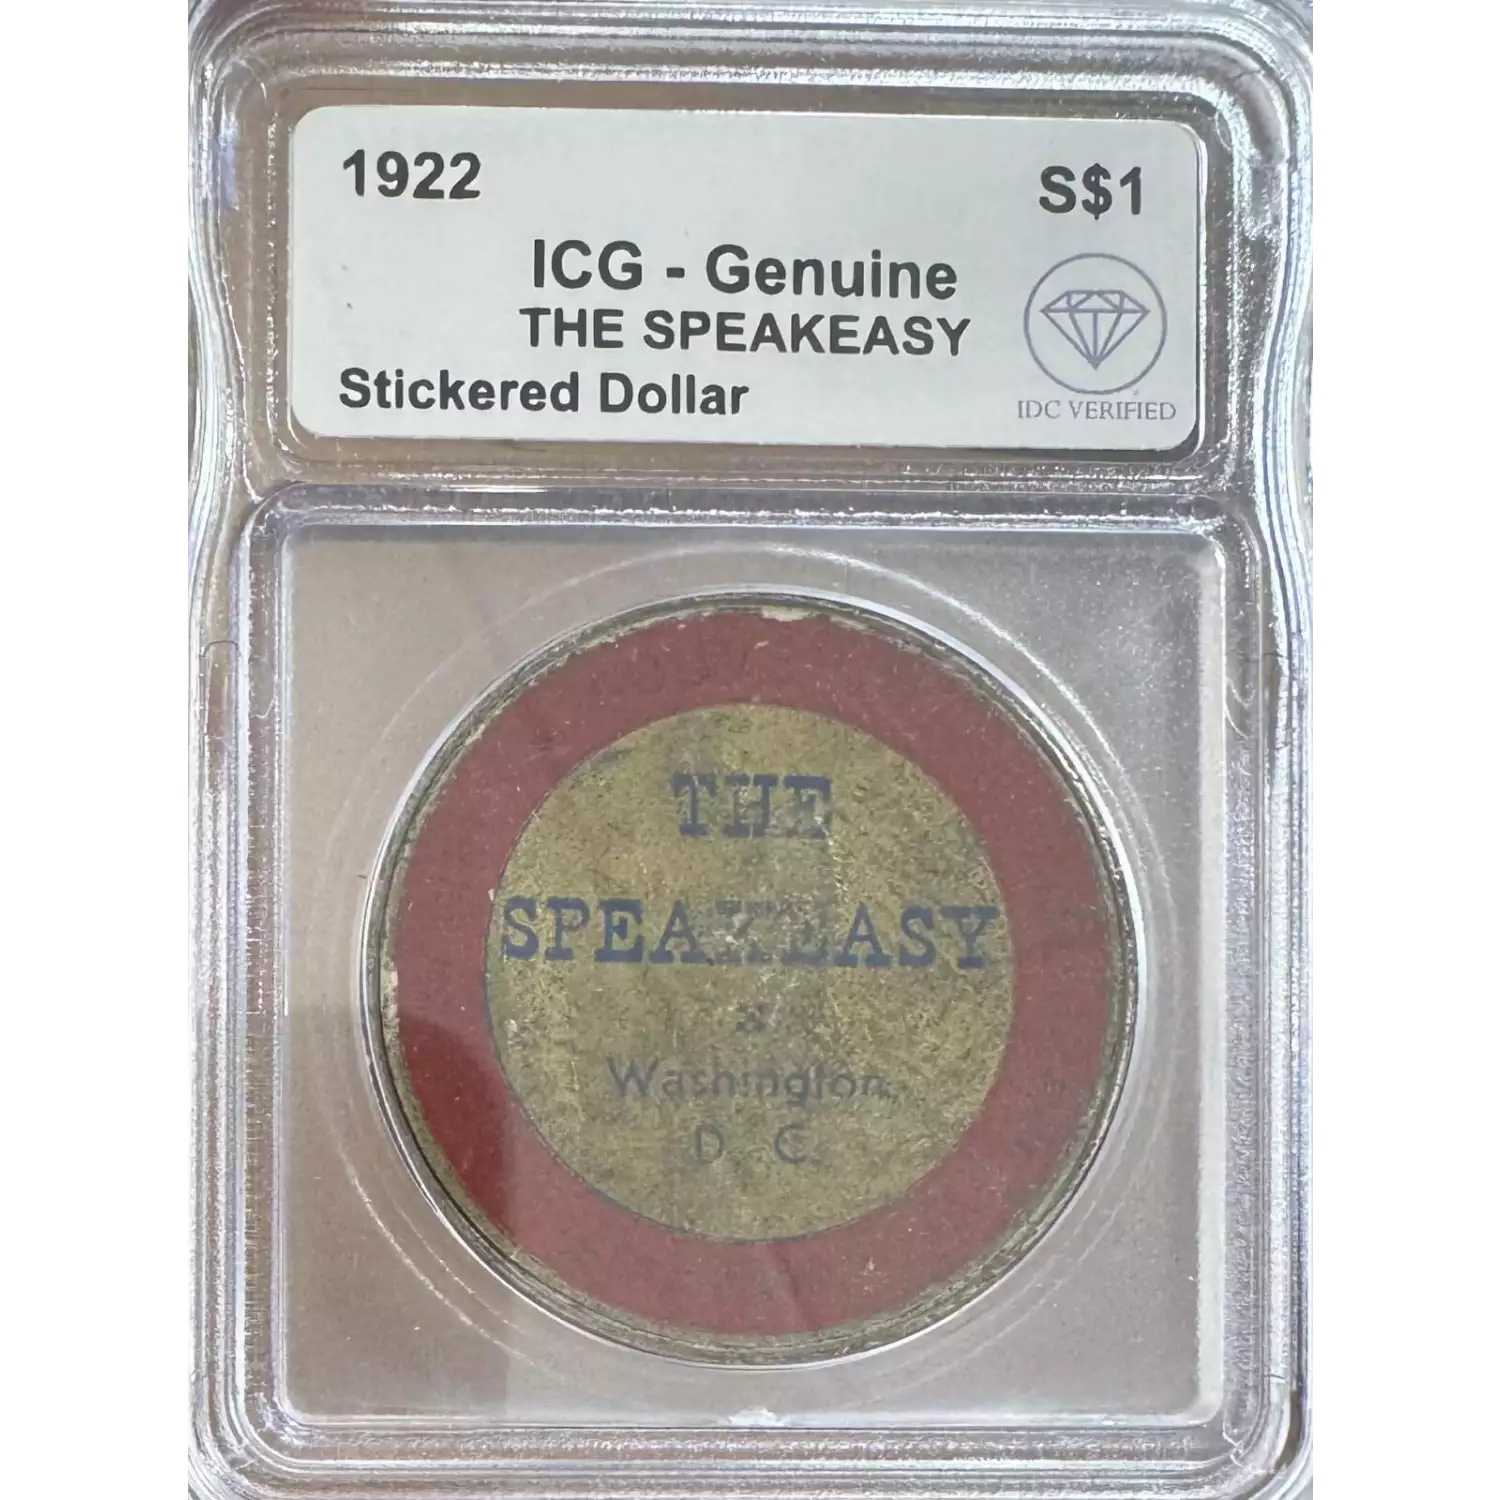 1922
S$1
ICG - Genuine
THE SPEAKEASY
Stickered Dollar
IDC VERIFIED
THE
SPEAKEASY
Washington,
D. C.